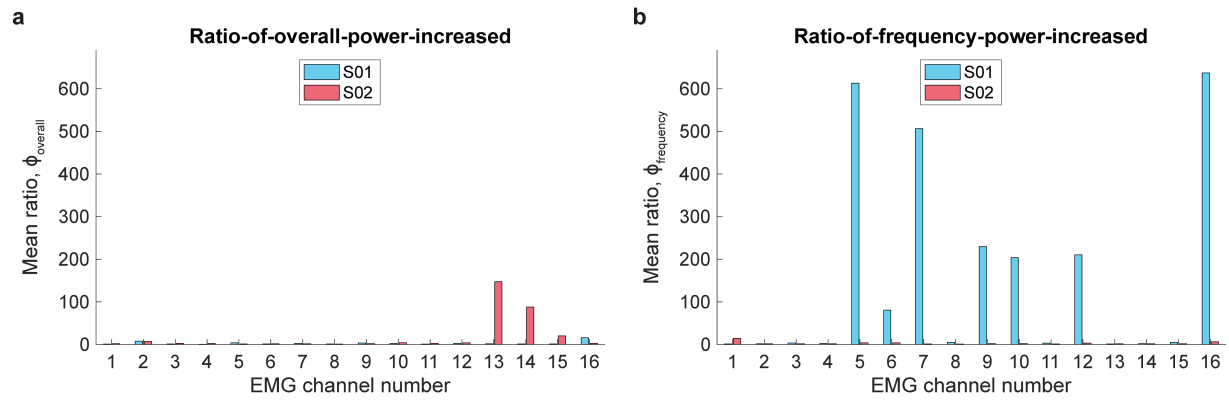 a
Ratio-of-overall-power-increased
S01
S02
Mean ratio, ϕoverall
600
500
400
300
200
100
0
1 2 3 4 5 6 7 8 9 10 11 12 13 14 15 16
EMG channel number
b
Ratio-of-frequency-power-increased
S01
S02
Mean ratio, ϕfrequency
600
500
400
300
200
100
0
1 2 3 4 5 6 7 8 9 10 11 12 13 14 15 16
EMG channel number